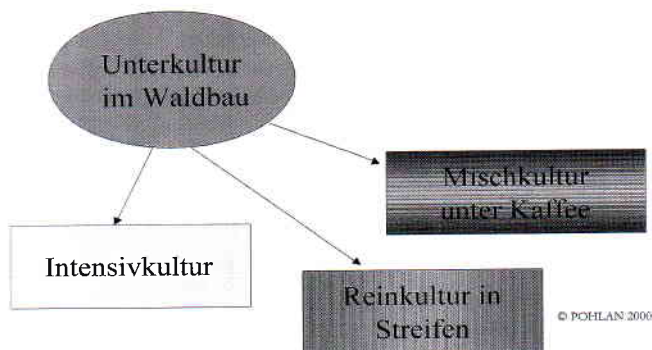 Unterkultur
im Waldbau
Mischkultur
unter Kaffee
Intensivkultur
Reinkultur in
Streifen
© POHLAN 2000